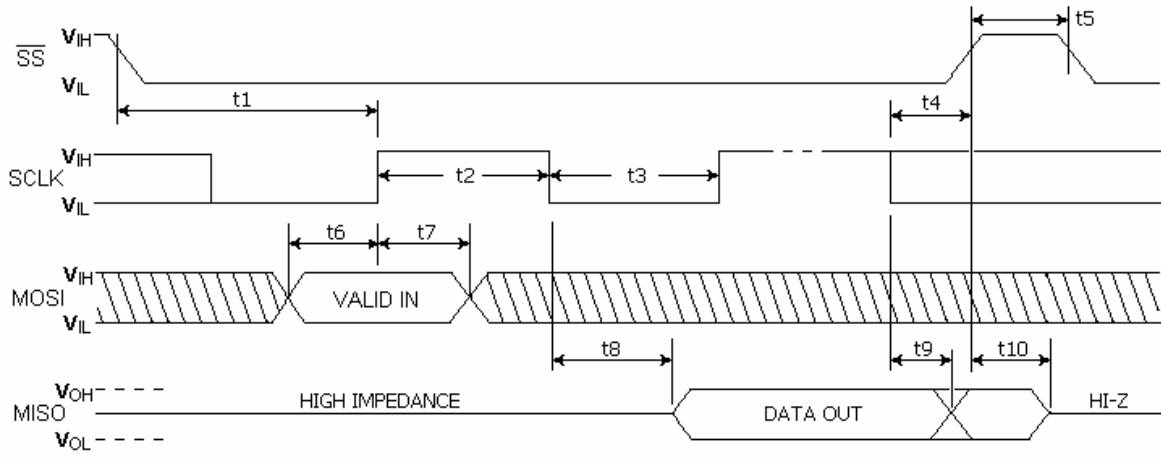 t5
VIH
SS
VIL
t1
t4
VIH
SCLK
VIL
t2
t3
t6
t7
VIH
MOSI
VIL
VALID IN
t8
t9
t10
VOH
MISO
VOL
HIGH IMPEDANCE
DATA OUT
HI-Z